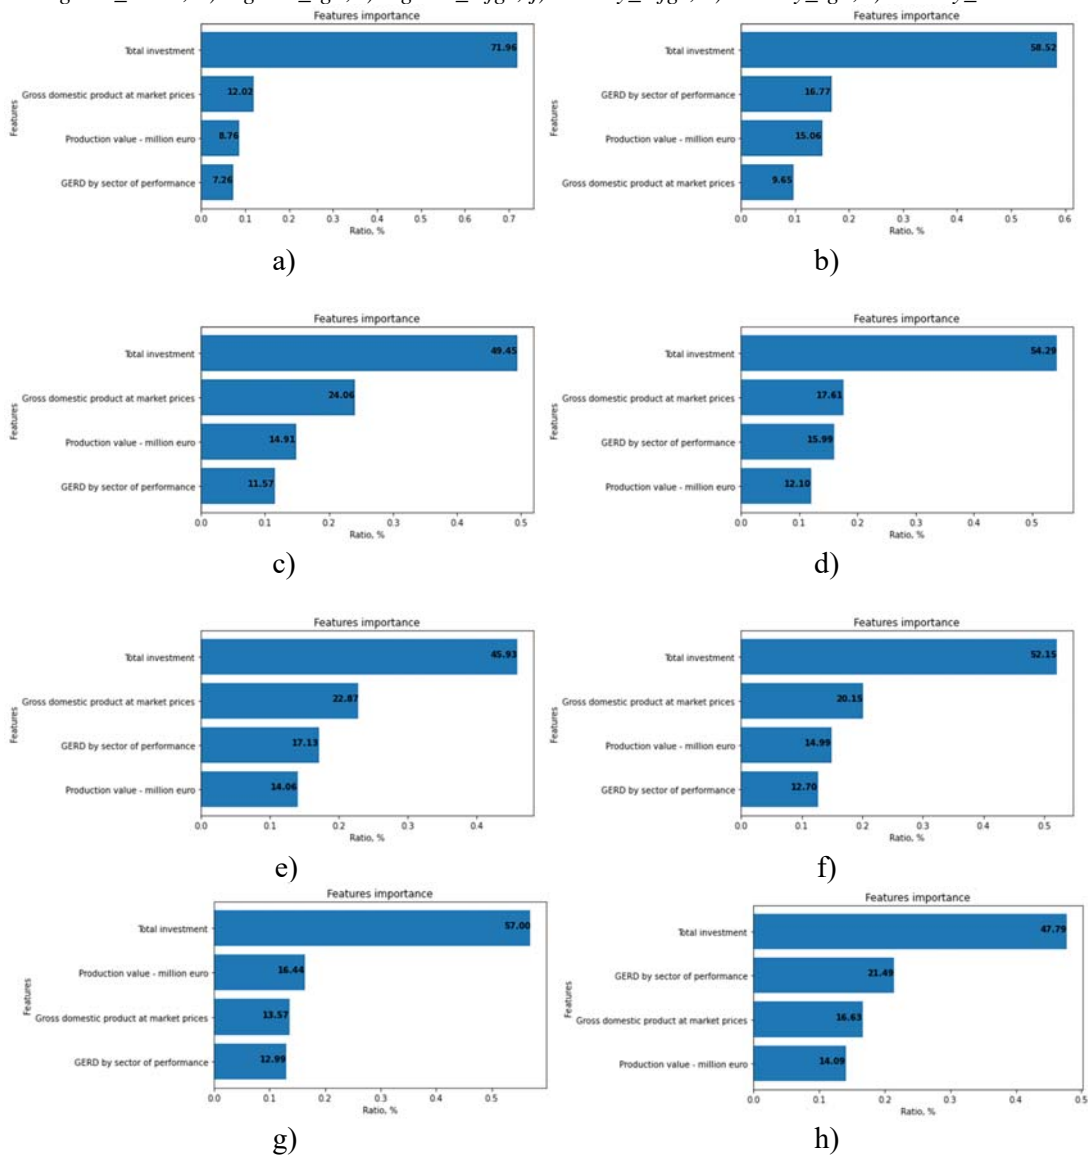 Features importance
Total investment 71.96
Gross domestic product at market prices 12.02
Production value - million euro 8.76
GERD by sector of performance 7.26
Features
0.0 0.1 0.2 0.3 0.4 0.5 0.6 0.7
Ratio, %
a)
Features importance
Total investment 58.52
GERD by sector of performance 16.77
Production value - million euro 15.06
Gross domestic product at market prices 9.65
Features
0.0 0.1 0.2 0.3 0.4 0.5 0.6
Ratio, %
b)
Features importance
Total investment 49.45
Gross domestic product at market prices 24.06
Production value - million euro 14.91
GERD by sector of performance 11.57
Features
0.0 0.1 0.2 0.3 0.4 0.5
Ratio, %
c)
Features importance
Total investment 54.29
Gross domestic product at market prices 17.61
GERD by sector of performance 15.99
Production value - million euro 12.10
Features
0.0 0.1 0.2 0.3 0.4 0.5
Ratio, %
d)
Features importance
Total investment 45.93
Gross domestic product at market prices 22.87
GERD by sector of performance 17.13
Production value - million euro 14.06
Features
0.0 0.1 0.2 0.3 0.4
Ratio, %
e)
Features importance
Total investment 52.15
Gross domestic product at market prices 20.15
Production value - million euro 14.99
GERD by sector of performance 12.70
Features
0.0 0.1 0.2 0.3 0.4 0.5
Ratio, %
f)
Features importance
Total investment 57.00
Production value - million euro 16.44
Gross domestic product at market prices 13.57
GERD by sector of performance 12.99
Features
0.0 0.1 0.2 0.3 0.4 0.5
Ratio, %
g)
Features importance
Total investment 47.79
GERD by sector of performance 21.49
Gross domestic product at market prices 16.63
Production value - million euro 14.09
Features
0.0 0.1 0.2 0.3 0.4 0.5
Ratio, %
h)